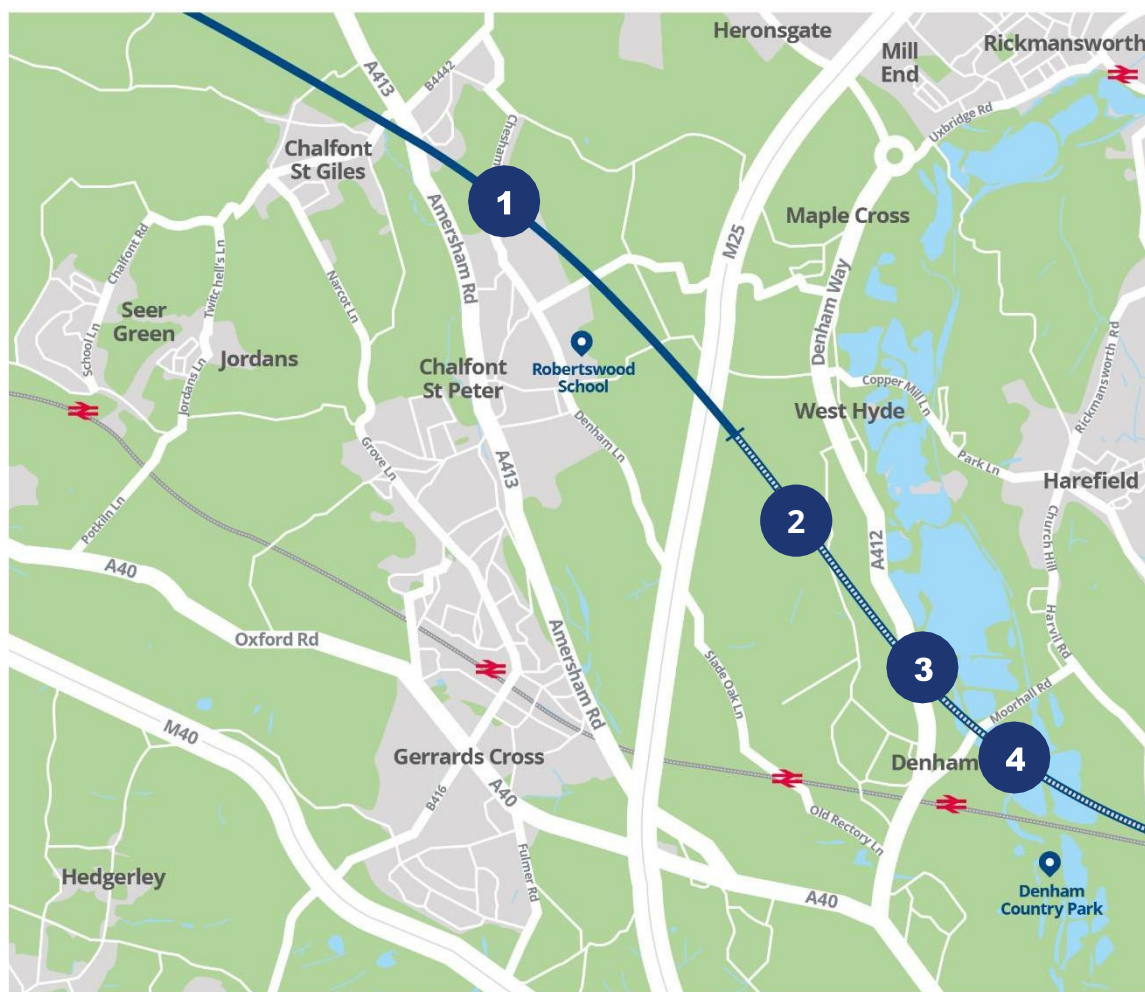 Heronsgate
Mill
End
Rickmansworth
A413
B4442
Uxbridge Rd
Chesham
Chalfont
St Giles
1
Maple Cross
M25
Amersham Rd
Chalfont Rd
Twitchell's Ln
Narcot Ln
Denham Way
Seer
Green
School Ln
Jordans Ln
Jordans
Chalfont
St Peter
Robertswood
School
Rickmansworth Rd
Copper Mill Ln
West Hyde
Denham Ln
Grove Ln
A413
Park Ln
Harefield
Potkiln Ln
2
Church Hill
A40
A412
Oxford Rd
Amersham Rd
Harvil Rd
3
Slade Oak Ln
Moorhall Rd
M40
Gerrards Cross
Denham
4
B416
A40
Old Rectory Ln
Fulmer Rd
Hedgerley
A40
Denham
Country Park